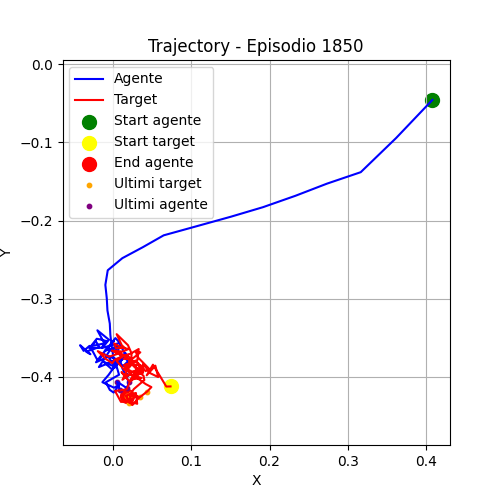 Trajectory - Episodio 1850
0.0
−0.1
−0.2
−0.3
−0.4
Y
Agente
Target
Start agente
Start target
End agente
Ultimi target
Ultimi agente
0.0
0.1
0.2
0.3
0.4
X